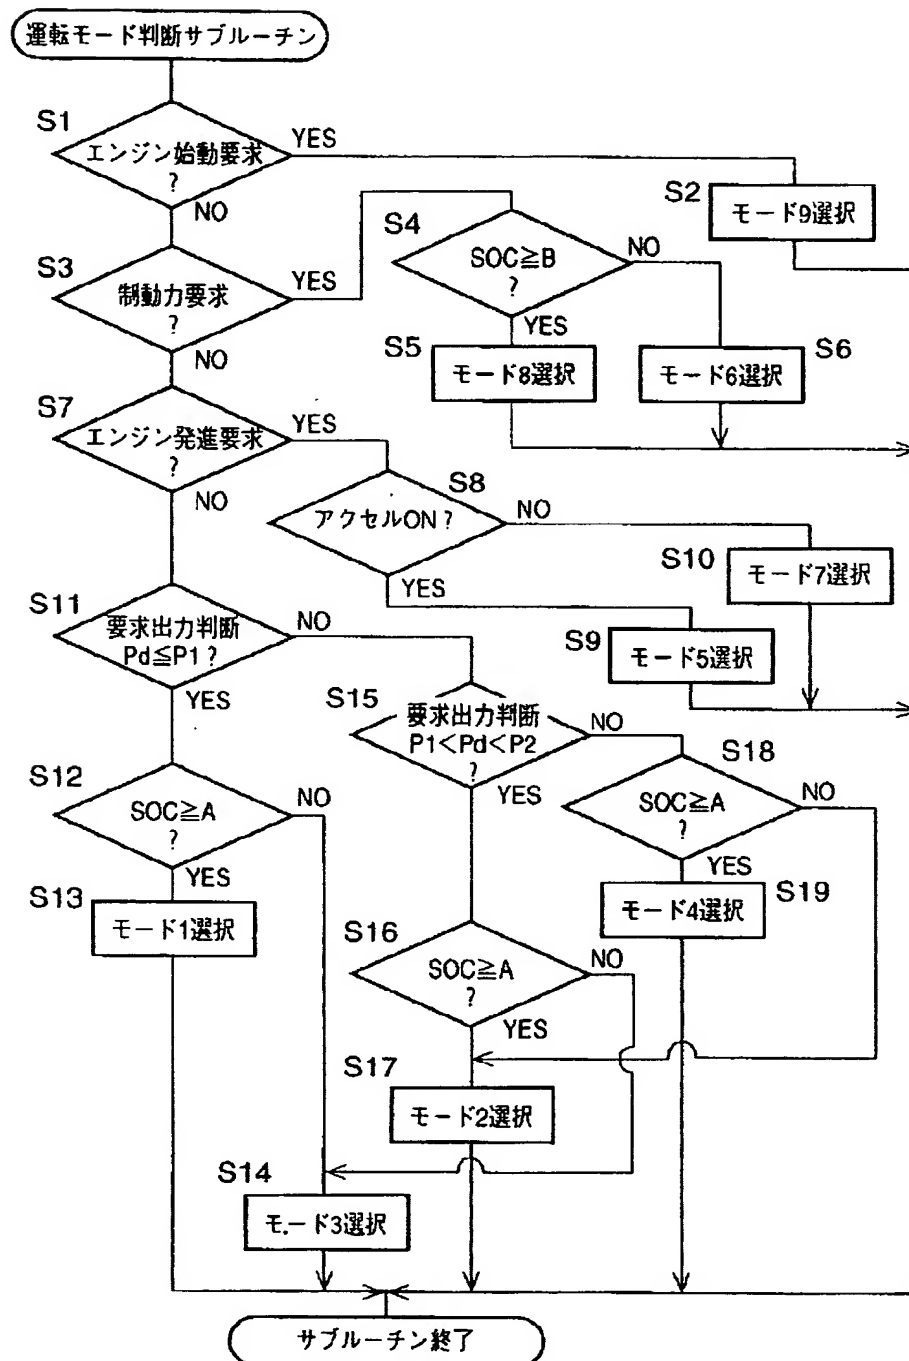 運転モード判断サブルーチン
S1
エンジン始動要求
?
YES
NO
S2
モード9選択
S3
制動力要求
?
YES
NO
S4
SOC≧B
?
NO
YES
S5
モード8選択
S6
モード6選択
S7
エンジン発進要求
?
YES
NO
S8
アクセルON?
NO
YES
S10
モード7選択
S9
モード5選択
S11
要求出力判断
Pd≦P1?
NO
YES
S12
SOC≧A
?
NO
YES
S13
モード1選択
S15
要求出力判断
P1<Pd<P2
?
NO
YES
S18
SOC≧A
?
NO
YES
S19
モード4選択
S16
SOC≧A
?
NO
YES
S17
モード2選択
S14
モード3選択
サブルーチン終了